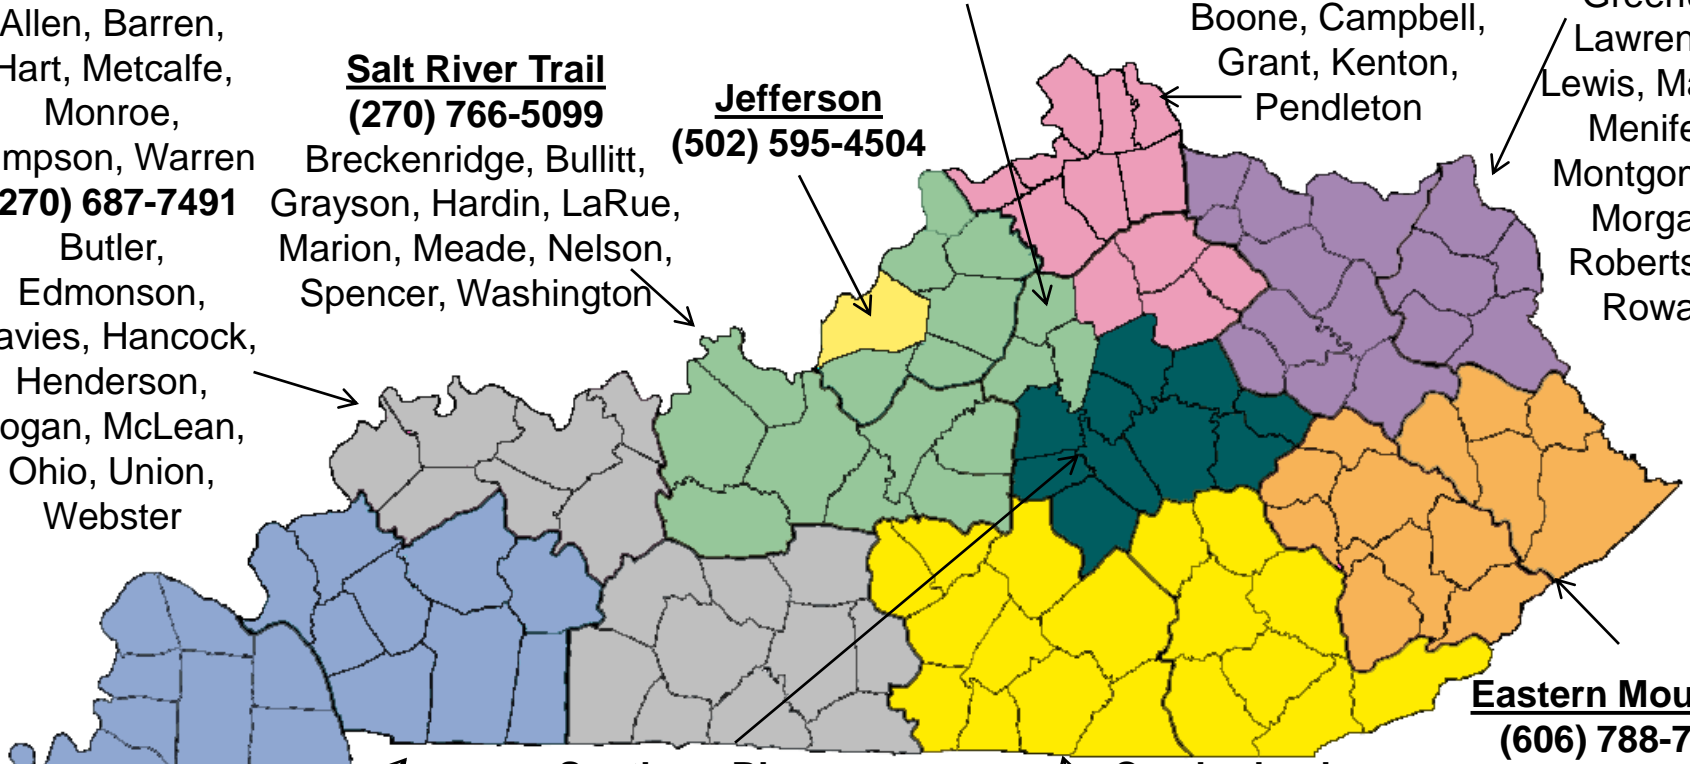 Allen, Barren,
Hart, Metcalfe,
Monroe,
mpson, Warren
270) 687-7491
Butler,
Edmonson,
avies, Hancock,
Henderson,
ogan, McLean,
Ohio, Union,
Webster
Salt River Trail
(270) 766-5099
Breckenridge, Bullitt,
Grayson, Hardin, LaRue,
Marion, Meade, Nelson,
Spencer, Washington
Jefferson
(502) 595-4504
Boone, Campbell,
Grant, Kenton,
Pendleton
Lawren
Lewis, Ma
Menife
Montgom
Morga
Roberts
Rowa
Eastern Mou
(606) 788-7